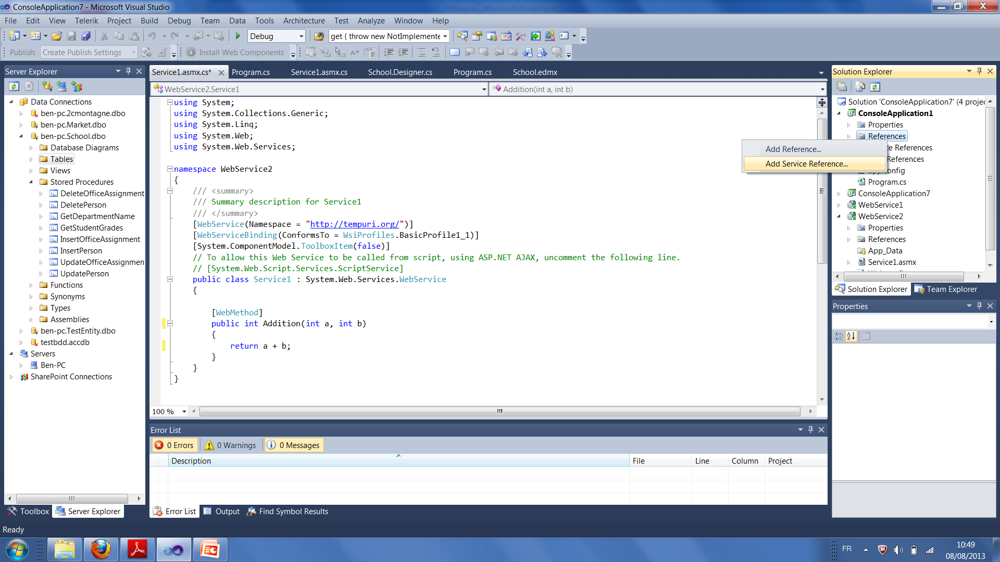 ConsoleApplication7 - Microsoft Visual Studio
File Edit View Telerik Project Build Debug Team Data Tools Architecture Test Analyze Window Help
Debug get { throw new NotImplemente
Publish: Create Publish Settings Install Web Components
Server Explorer
Data Connections
ben-pc.2cmontagne.dbo
ben-pc.Market.dbo
ben-pc.School.dbo
Database Diagrams
Tables
Views
Stored Procedures
DeleteOfficeAssignment
DeletePerson
GetDepartmentName
GetStudentGrades
InsertOfficeAssignment
InsertPerson
UpdateOfficeAssignmen
UpdatePerson
Functions
Synonyms
Types
Assemblies
ben-pc.TestEntity.dbo
testbdd.accdb
Servers
Ben-PC
SharePoint Connections
Toolbox Server Explorer
Service1.asmx.cs* Program.cs Service1.asmx.cs School.Designer.cs Program.cs School.edmx
WebService2.Service1 Addition(int a, int b)
using System;
using System.Collections.Generic;
using System.Linq;
using System.Web;
using System.Web.Services;
namespace WebService2
{
/// <summary>
/// Summary description for Service1
/// </summary>
[WebService(Namespace = "http://tempuri.org/")]
[WebServiceBinding(ConformsTo = WsiProfiles.BasicProfile1_1)]
[System.ComponentModel.ToolboxItem(false)]
// To allow this Web Service to be called from script, using ASP.NET AJAX, uncomment the following line.
// [System.Web.Script.Services.ScriptService]
public class Service1 : System.Web.Services.WebService
{
[WebMethod]
public int Addition(int a, int b)
{
return a + b;
}
}
}
100 %
Error List
0 Errors 0 Warnings 0 Messages
Description File Line Column Project
Error List Output Find Symbol Results
Solution Explorer
Solution 'ConsoleApplication7' (4 projec
ConsoleApplication1
Properties
References
Add Reference...
Add Service Reference...
e References
References
app.config
Program.cs
ConsoleApplication7
WebService1
WebService2
Properties
References
App_Data
Service1.asmx
Solution Explorer Team Explorer
Properties
Ready
FR 10:49
08/08/2013